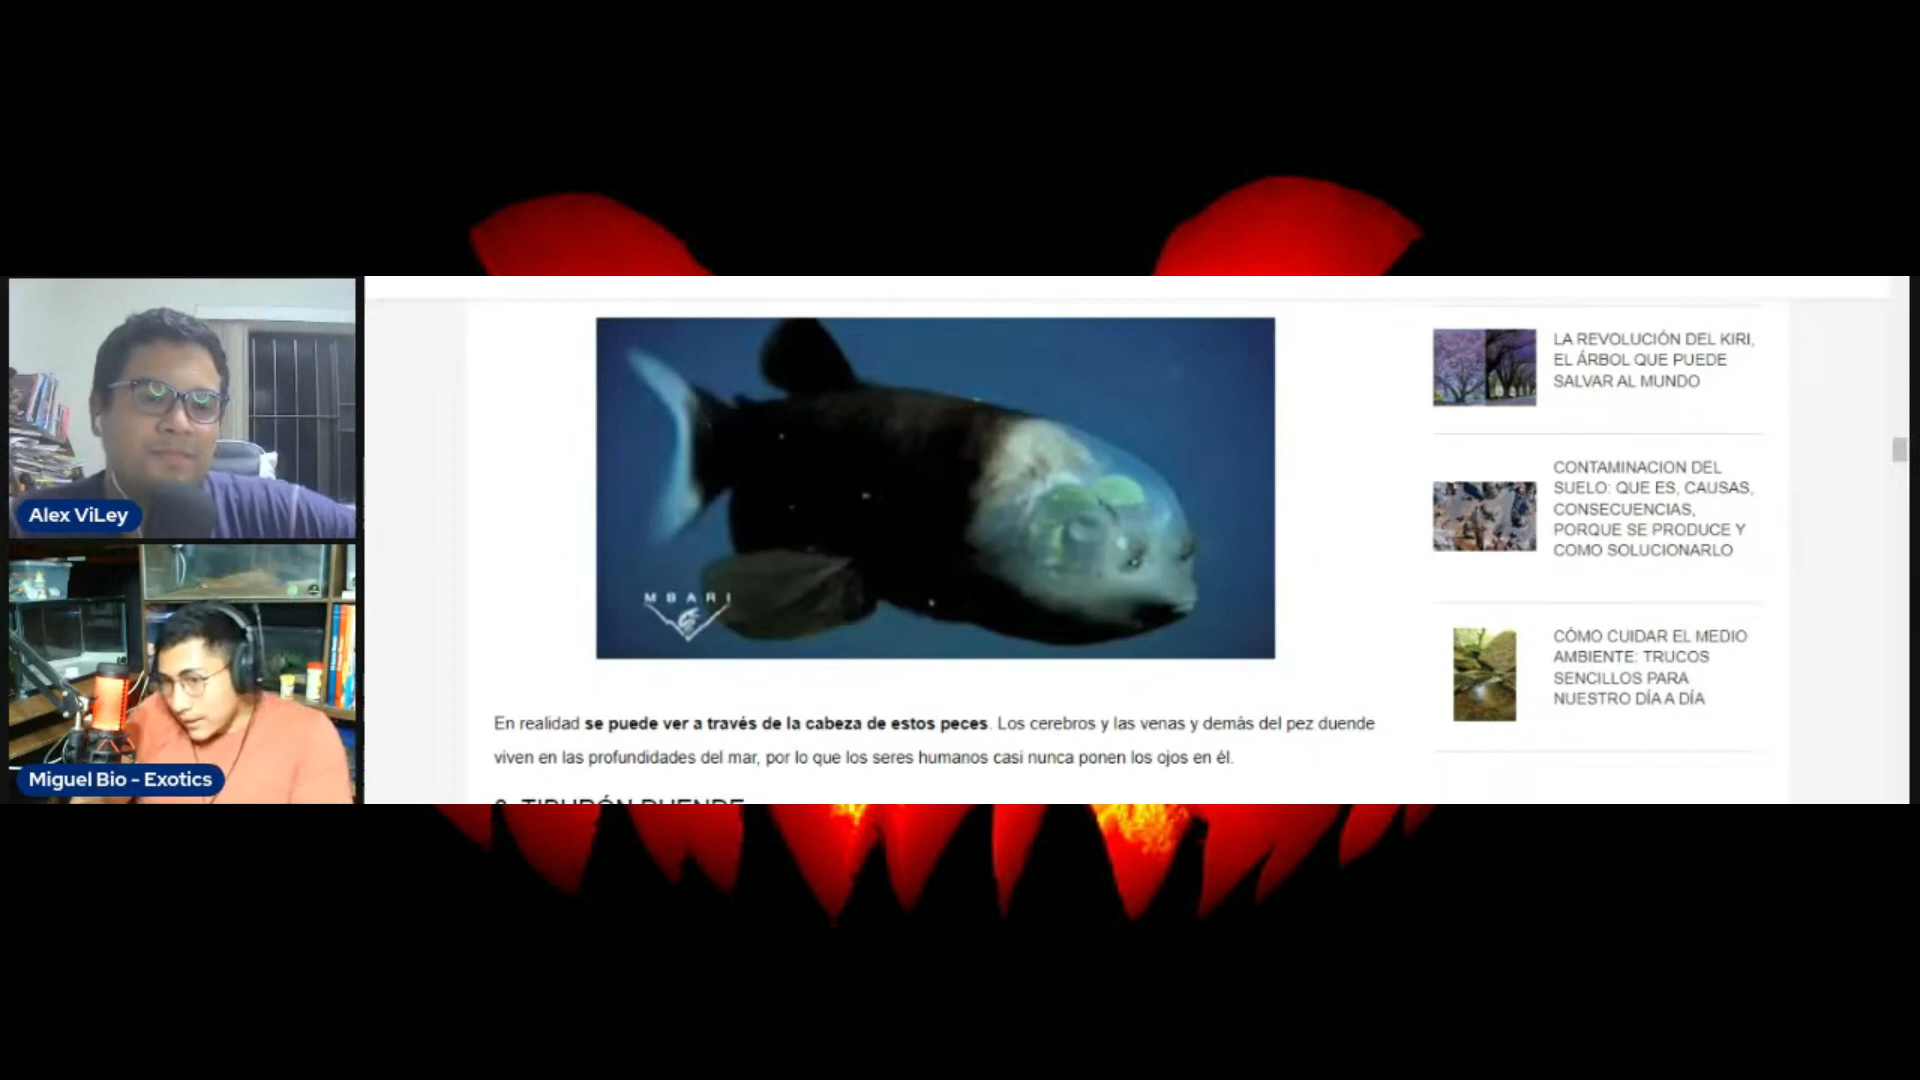 Alex ViLey
Miguel Bio - Exotics
MBARI
En realidad se puede ver a través de la cabeza de estos peces. Los cerebros y las venas y demás del pez duende
viven en las profundidades del mar, por lo que los seres humanos casi nunca ponen los ojos en él.
TIBURÓN DUENDE
LA REVOLUCIÓN DEL KIRI,
EL ÁRBOL QUE PUEDE
SALVAR AL MUNDO
CONTAMINACION DEL
SUELO: QUE ES, CAUSAS,
CONSECUENCIAS,
PORQUE SE PRODUCE Y
COMO SOLUCIONARLO
CÓMO CUIDAR EL MEDIO
AMBIENTE: TRUCOS
SENCILLOS PARA
NUESTRO DÍA A DÍA